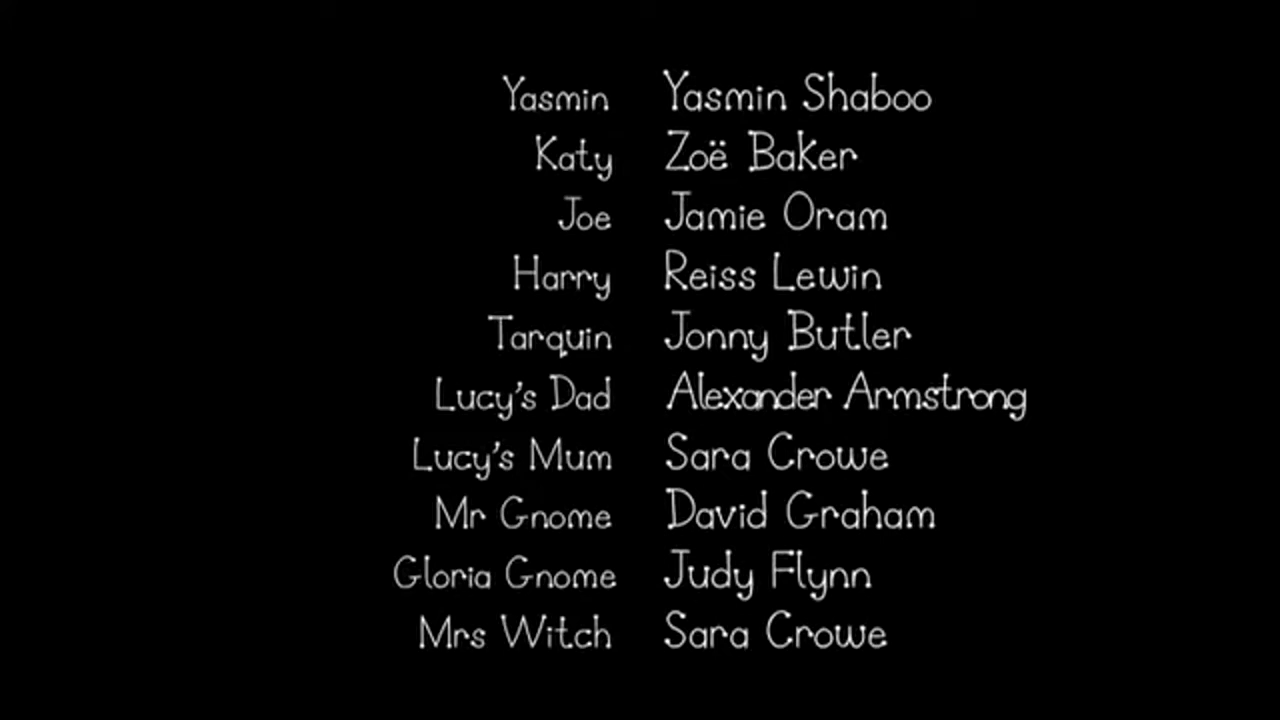 Yasmin Yasmin Shaboo
Katy Zoë Baker
Joe Jamie Oram
Harry Reiss Lewin
Tarquin Jonny Butler
Lucy's Dad Alexander Armstrong
Lucy's Mum Sara Crowe
Mr Gnome David Graham
Gloria Gnome Judy Flynn
Mrs Witch Sara Crowe